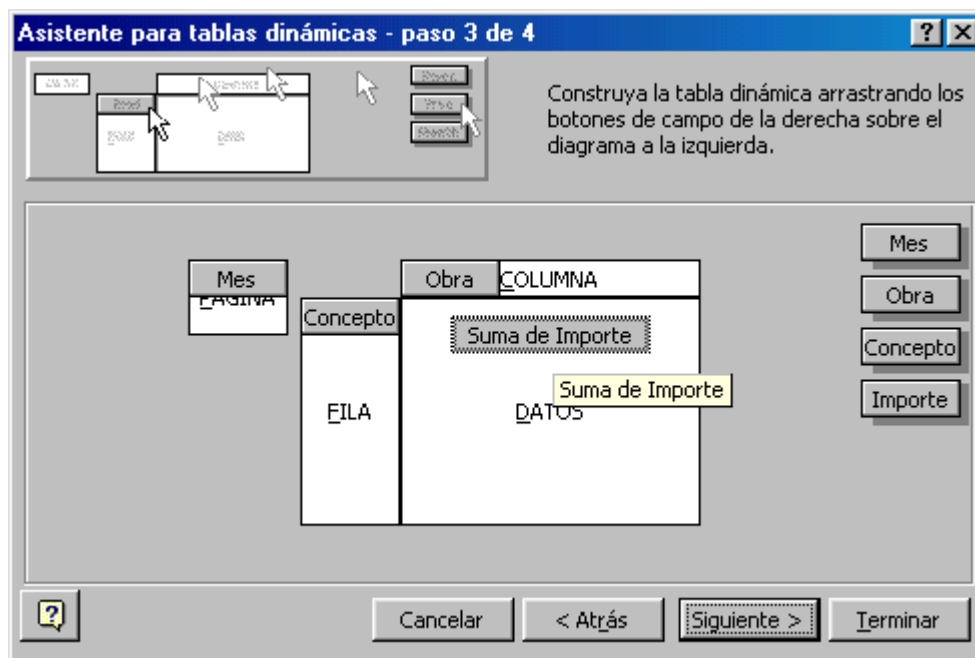 Asistente para tablas dinámicas - paso 3 de 4
Construya la tabla dinámica arrastrando los
botones de campo de la derecha sobre el
diagrama a la izquierda.
Mes
Obra
Concepto
Importe
Mes
PÁGINA
Obra COLUMNA
Concepto
Suma de Importe
Suma de Importe
FILA
DATOS
Cancelar
< Atrás
Siguiente >
Terminar